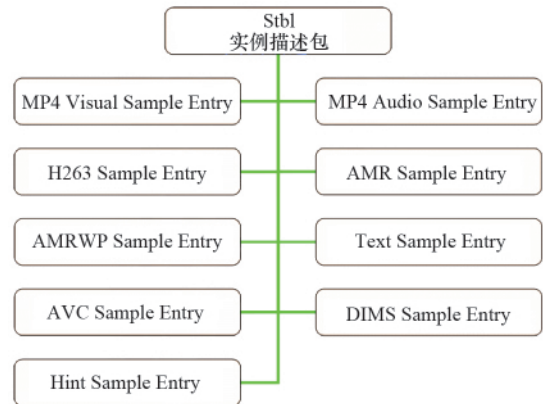 Stbl
实例描述包
MP4 Visual Sample Entry
MP4 Audio Sample Entry
H263 Sample Entry
AMR Sample Entry
AMRWP Sample Entry
Text Sample Entry
AVC Sample Entry
DIMS Sample Entry
Hint Sample Entry